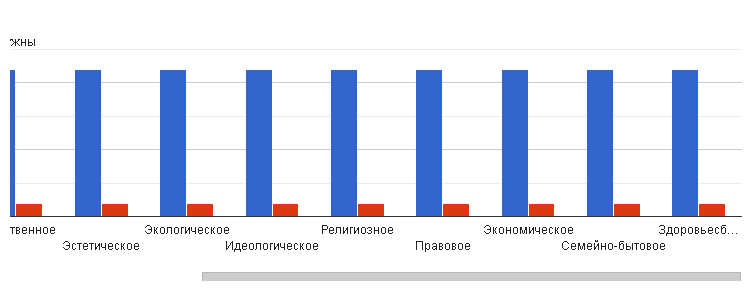 жны
твенное
Эстетическое
Экологическое
Идеологическое
Религиозное
Правовое
Экономическое
Семейно-бытовое
Здоровьесб...